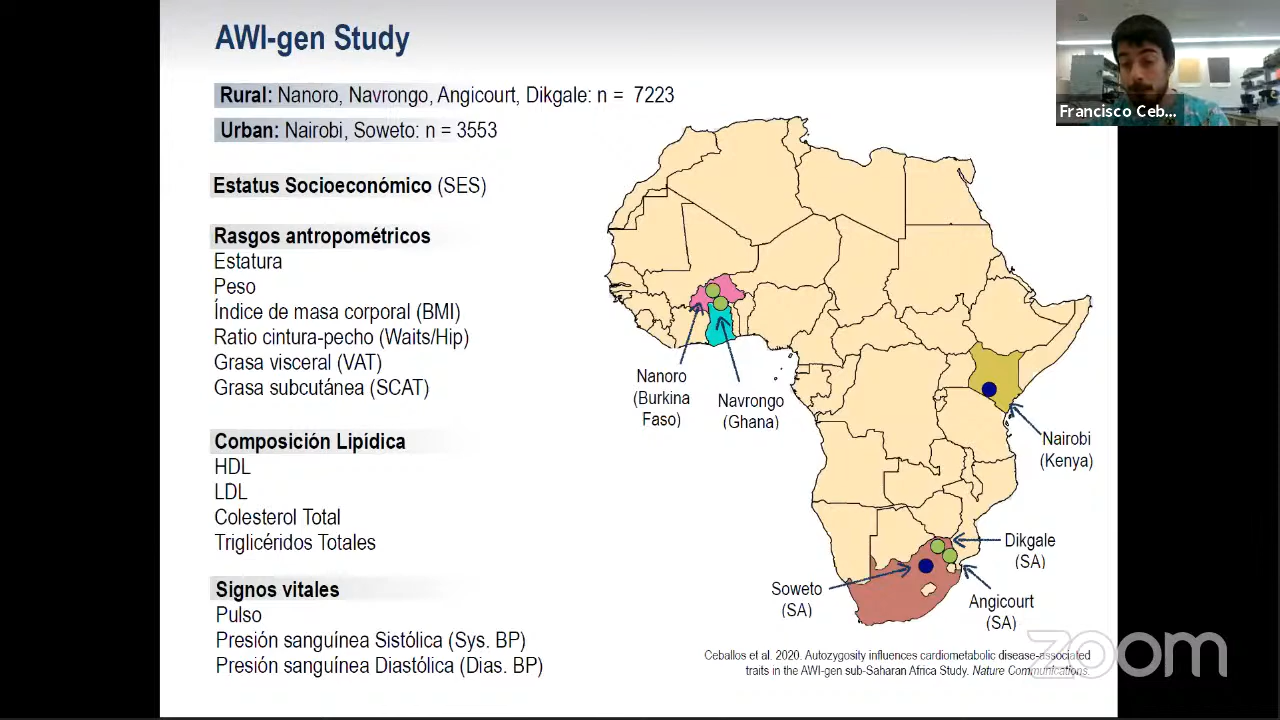 AWI-gen Study
Rural: Nanoro, Navrongo, Angicourt, Dikgale: n = 7223
Urban: Nairobi, Soweto: n = 3553
Estatus Socioeconómico (SES)
Rasgos antropométricos
Estatura
Peso
Índice de masa corporal (BMI)
Ratio cintura-pecho (Waits/Hip)
Grasa visceral (VAT)
Grasa subcutánea (SCAT)
Composición Lipídica
HDL
LDL
Colesterol Total
Triglicéridos Totales
Signos vitales
Pulso
Presión sanguínea Sistólica (Sys. BP)
Presión sanguínea Diastólica (Dias. BP)
Nanoro
(Burkina
Faso)
Navrongo
(Ghana)
Nairobi
(Kenya)
Dikgale
(SA)
Soweto
(SA)
Angicourt
(SA)
Ceballos et al. 2020. Autozygosity influences cardiometabolic disease-associated
traits in the AWI-gen sub-Saharan Africa Study. Nature Communications.
Francisco Ceb...
zoom